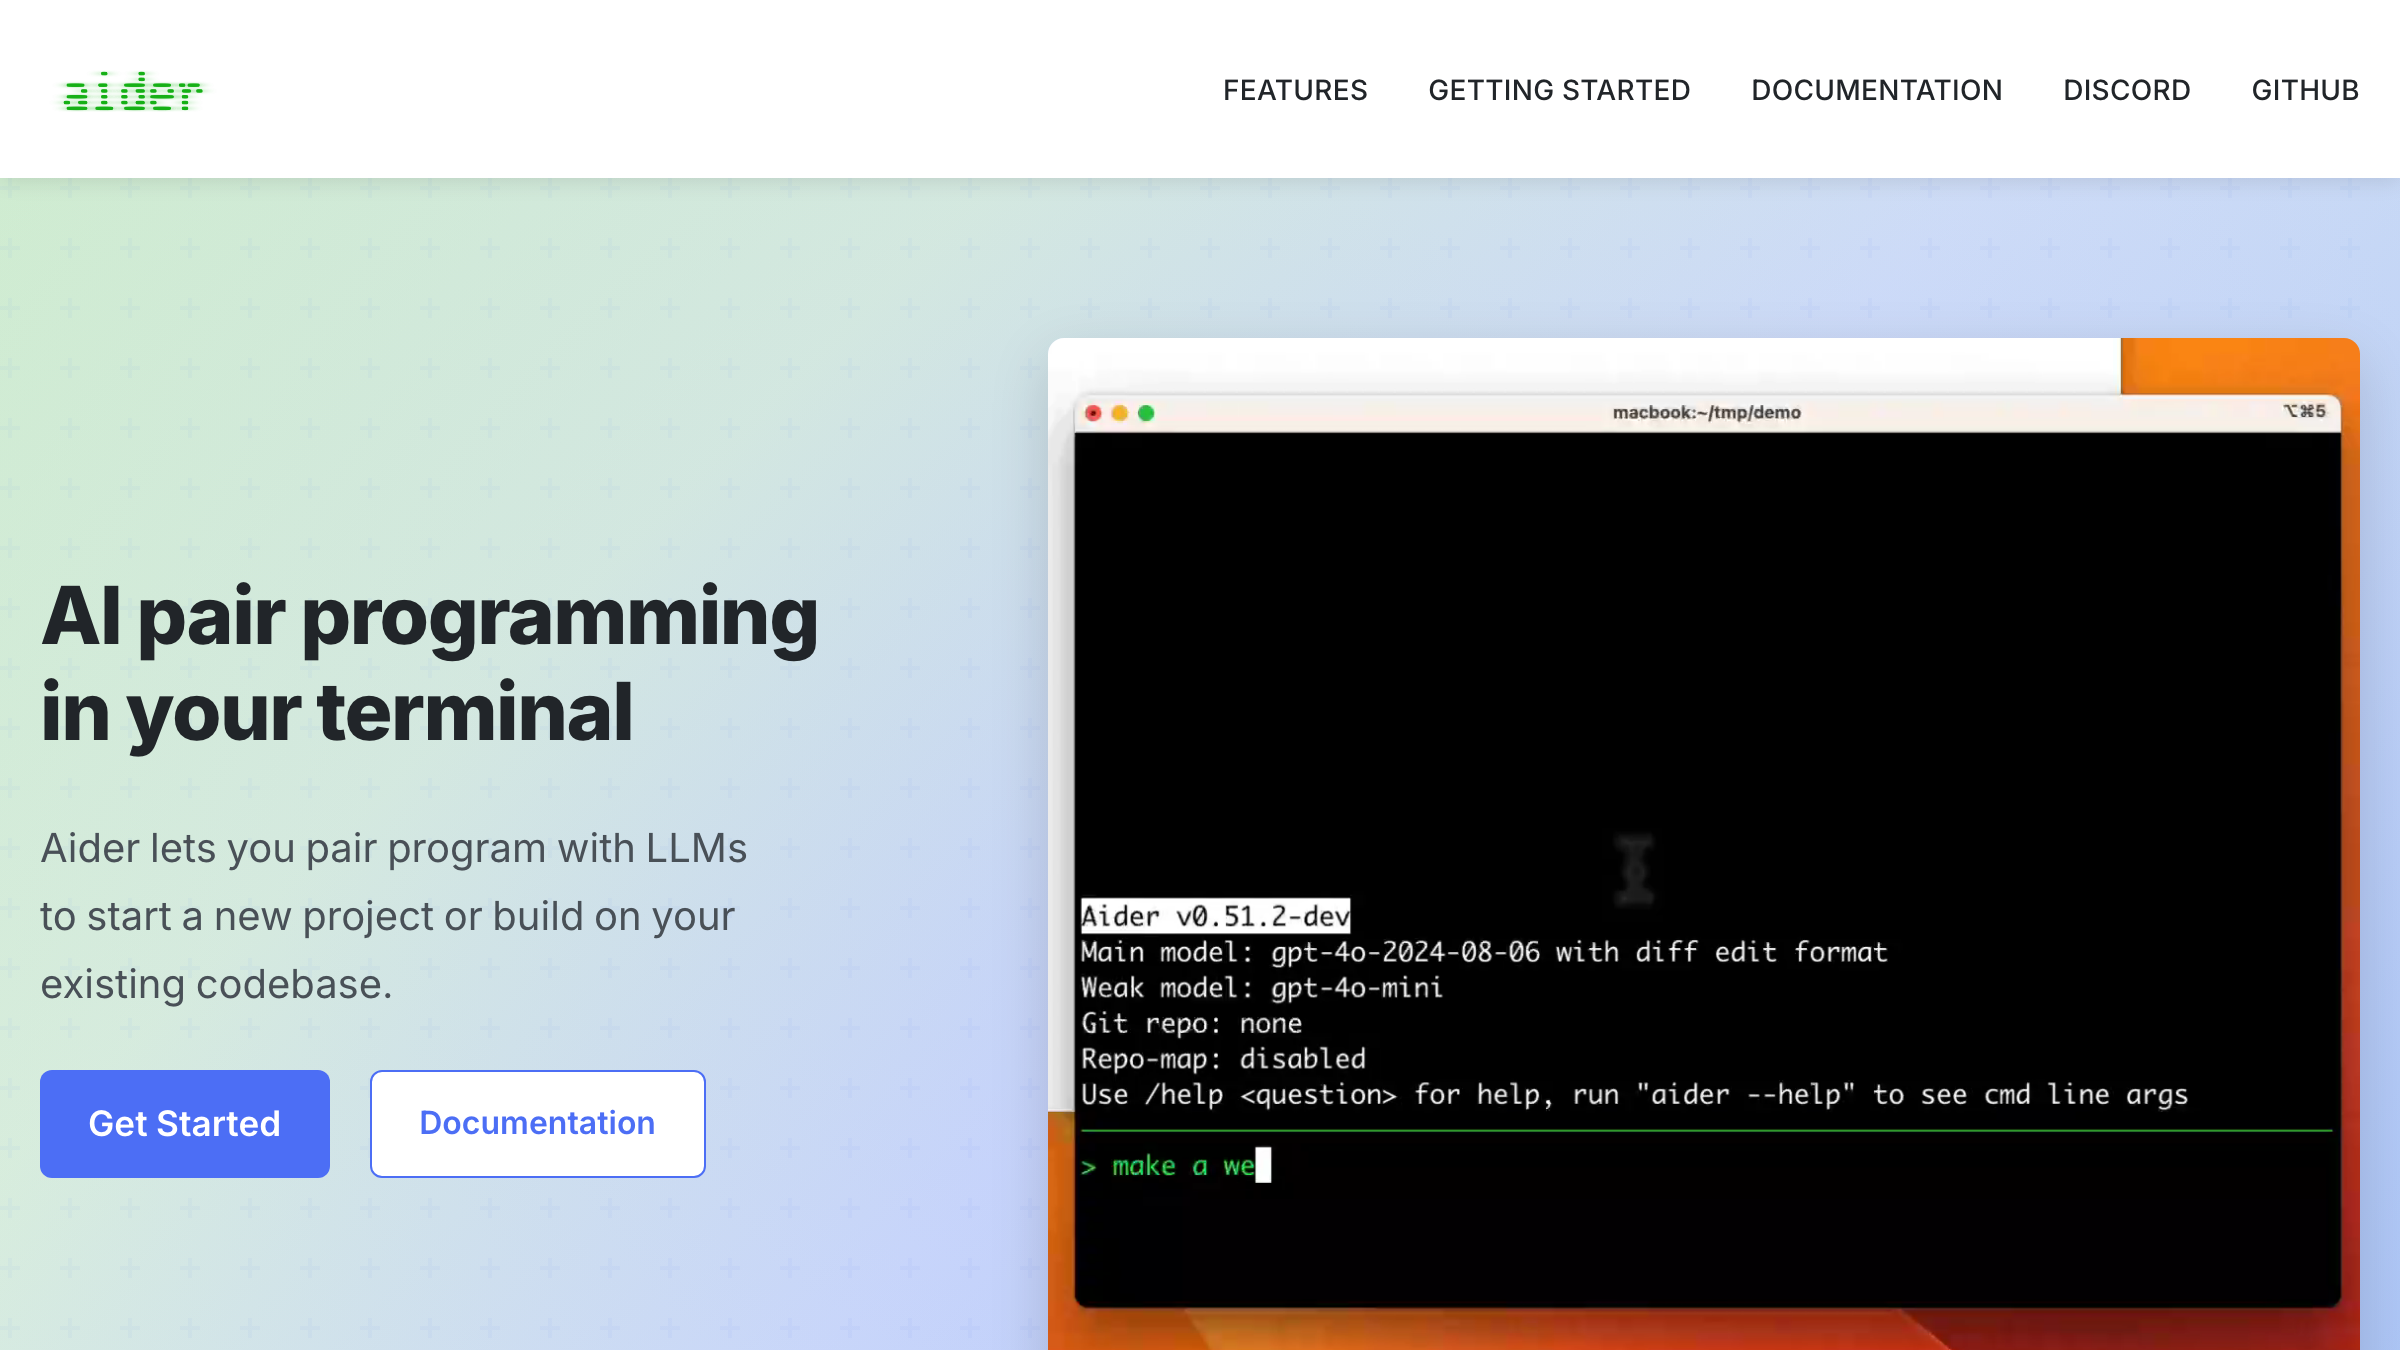 aider
FEATURES GETTING STARTED DOCUMENTATION DISCORD GITHUB
AI pair programming
in your terminal
Aider lets you pair program with LLMs
to start a new project or build on your
existing codebase.
Get Started Documentation
macbook:~/tmp/demo ⌥⌘5
Aider v0.51.2-dev
Main model: gpt-4o-2024-08-06 with diff edit format
Weak model: gpt-4o-mini
Git repo: none
Repo-map: disabled
Use /help <question> for help, run "aider --help" to see cmd line args
> make a we